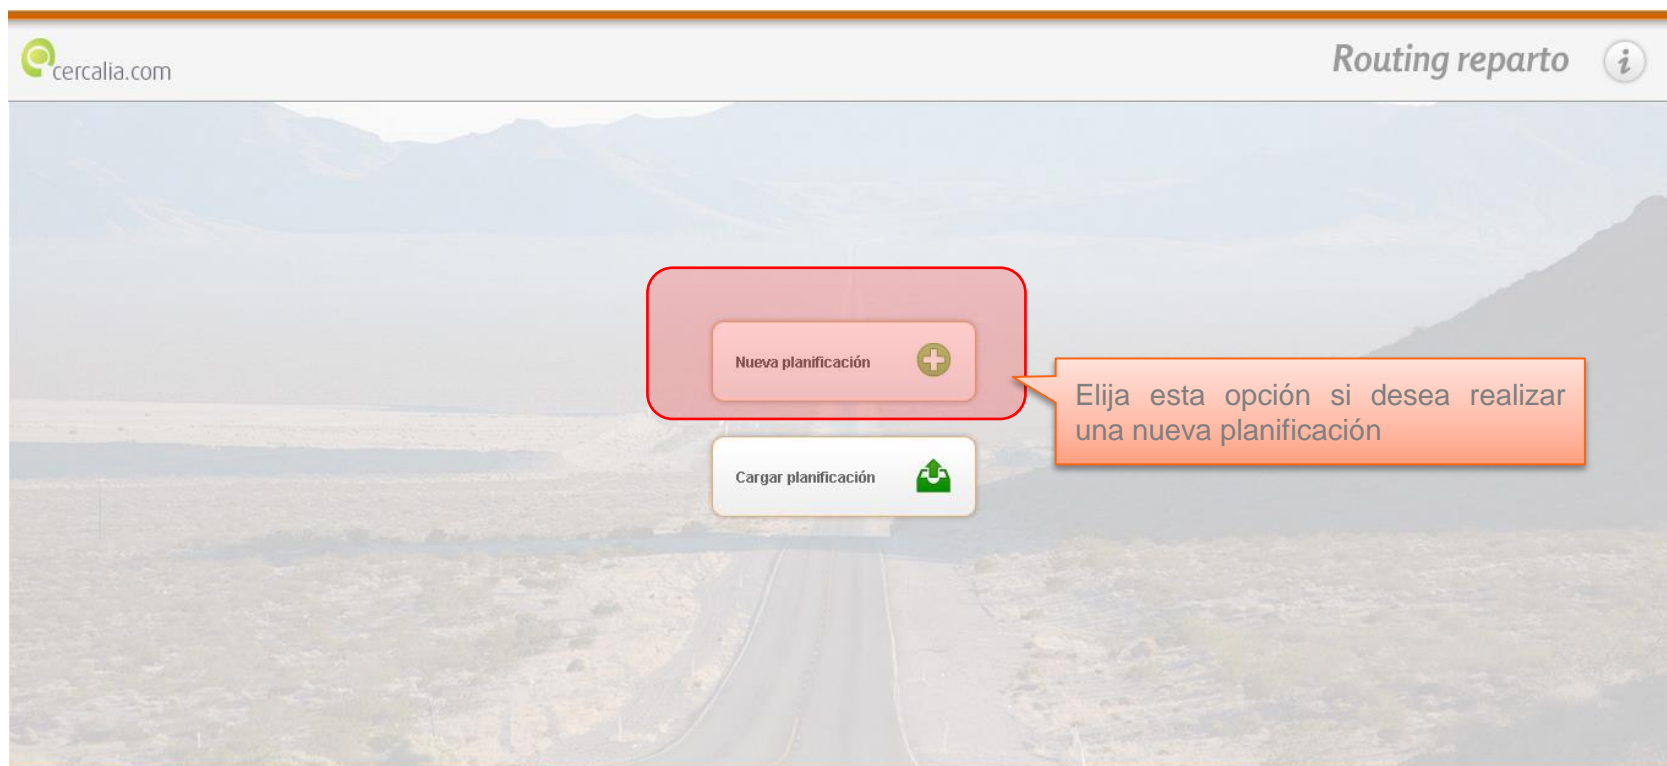 cercalia.com
Routing reparto
i
Nueva planificación
Elija esta opción si desea realizar
una nueva planificación
Cargar planificación